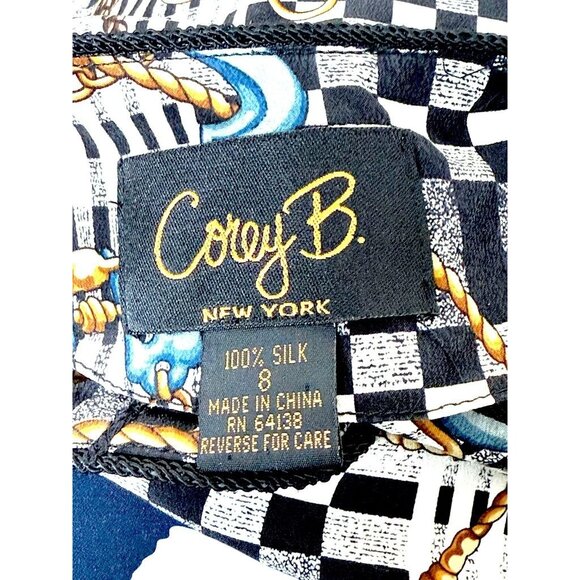 Corey B.
NEW YORK
100% SILK
8
MADE IN CHINA
RN 64138
REVERSE FOR CARE